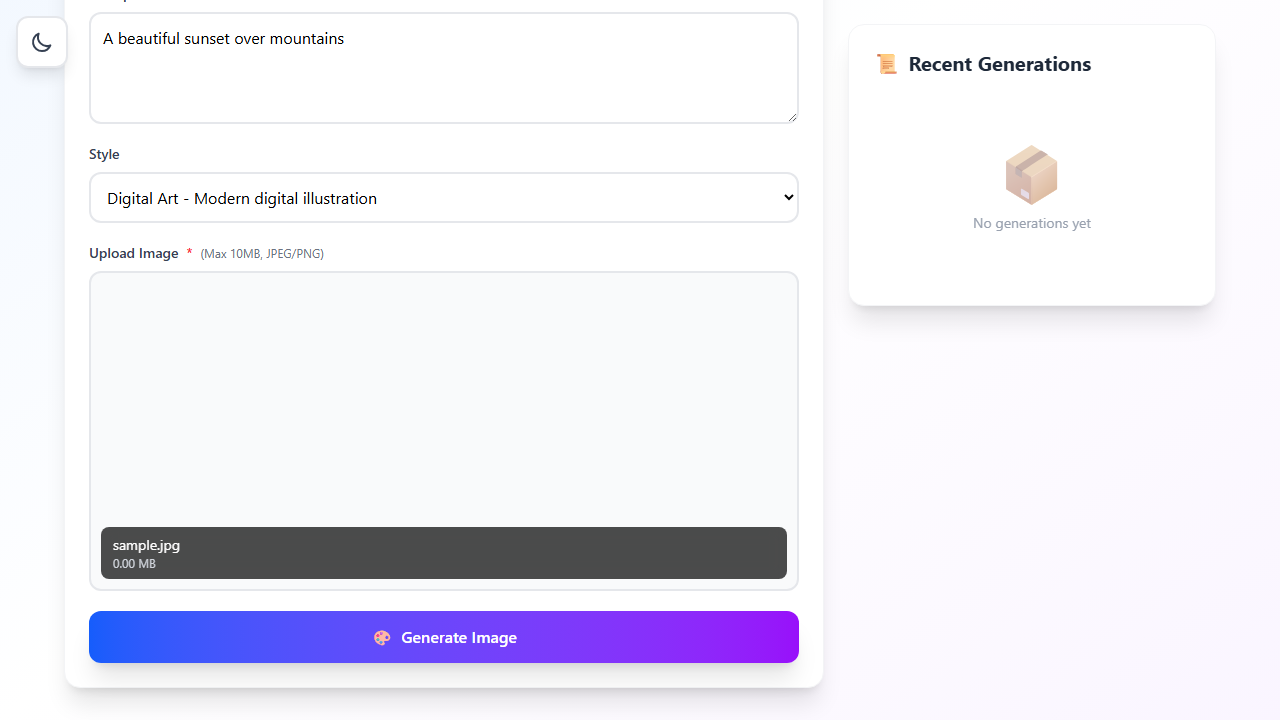 A beautiful sunset over mountains
Style
Digital Art - Modern digital illustration
Upload Image * (Max 10MB, JPEG/PNG)
sample.jpg
0.00 MB
Generate Image
Recent Generations
No generations yet